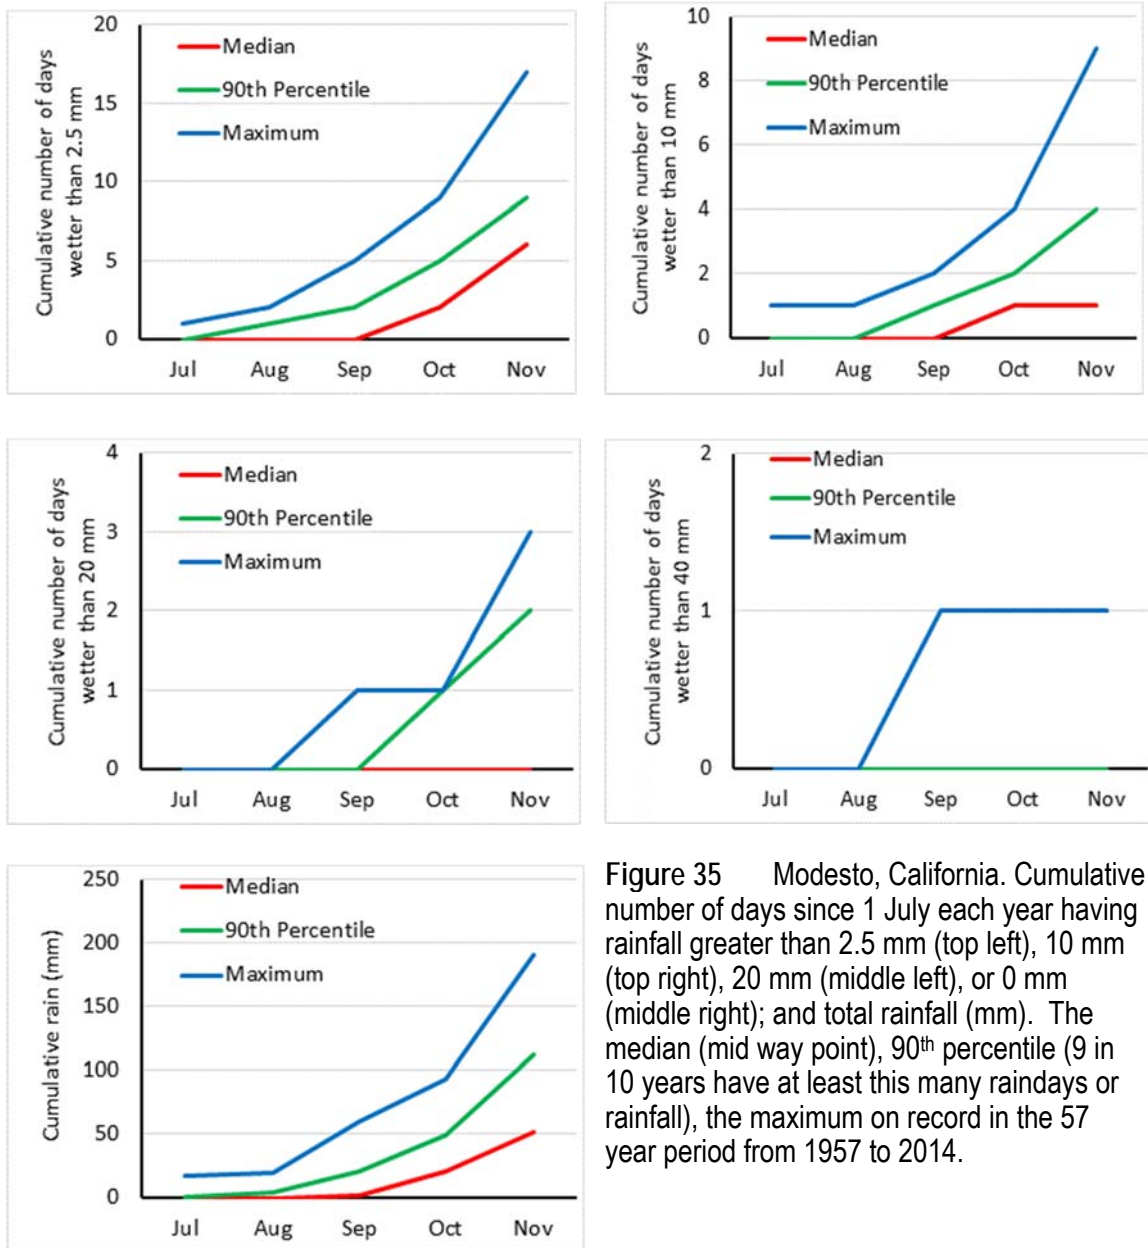 Cumulative number of days
wetter than 2.5 mm
20
15
10
5
0
Median
90th Percentile
Maximum
Jul Aug Sep Oct Nov
Cumulative number of days
wetter than 10 mm
10
8
6
4
2
0
Median
90th Percentile
Maximum
Jul Aug Sep Oct Nov
Cumulative number of days
wetter than 20 mm
4
3
2
1
0
Median
90th Percentile
Maximum
Jul Aug Sep Oct Nov
Cumulative number of days
wetter than 40 mm
2
1
0
Median
90th Percentile
Maximum
Jul Aug Sep Oct Nov
Cumulative rain (mm)
250
200
150
100
50
0
Median
90th Percentile
Maximum
Jul Aug Sep Oct Nov
Figure 35 Modesto, California. Cumulative
number of days since 1 July each year having
rainfall greater than 2.5 mm (top left), 10 mm
(top right), 20 mm (middle left), or 0 mm
(middle right); and total rainfall (mm). The
median (mid way point), 90th percentile (9 in
10 years have at least this many raindays or
rainfall), the maximum on record in the 57
year period from 1957 to 2014.